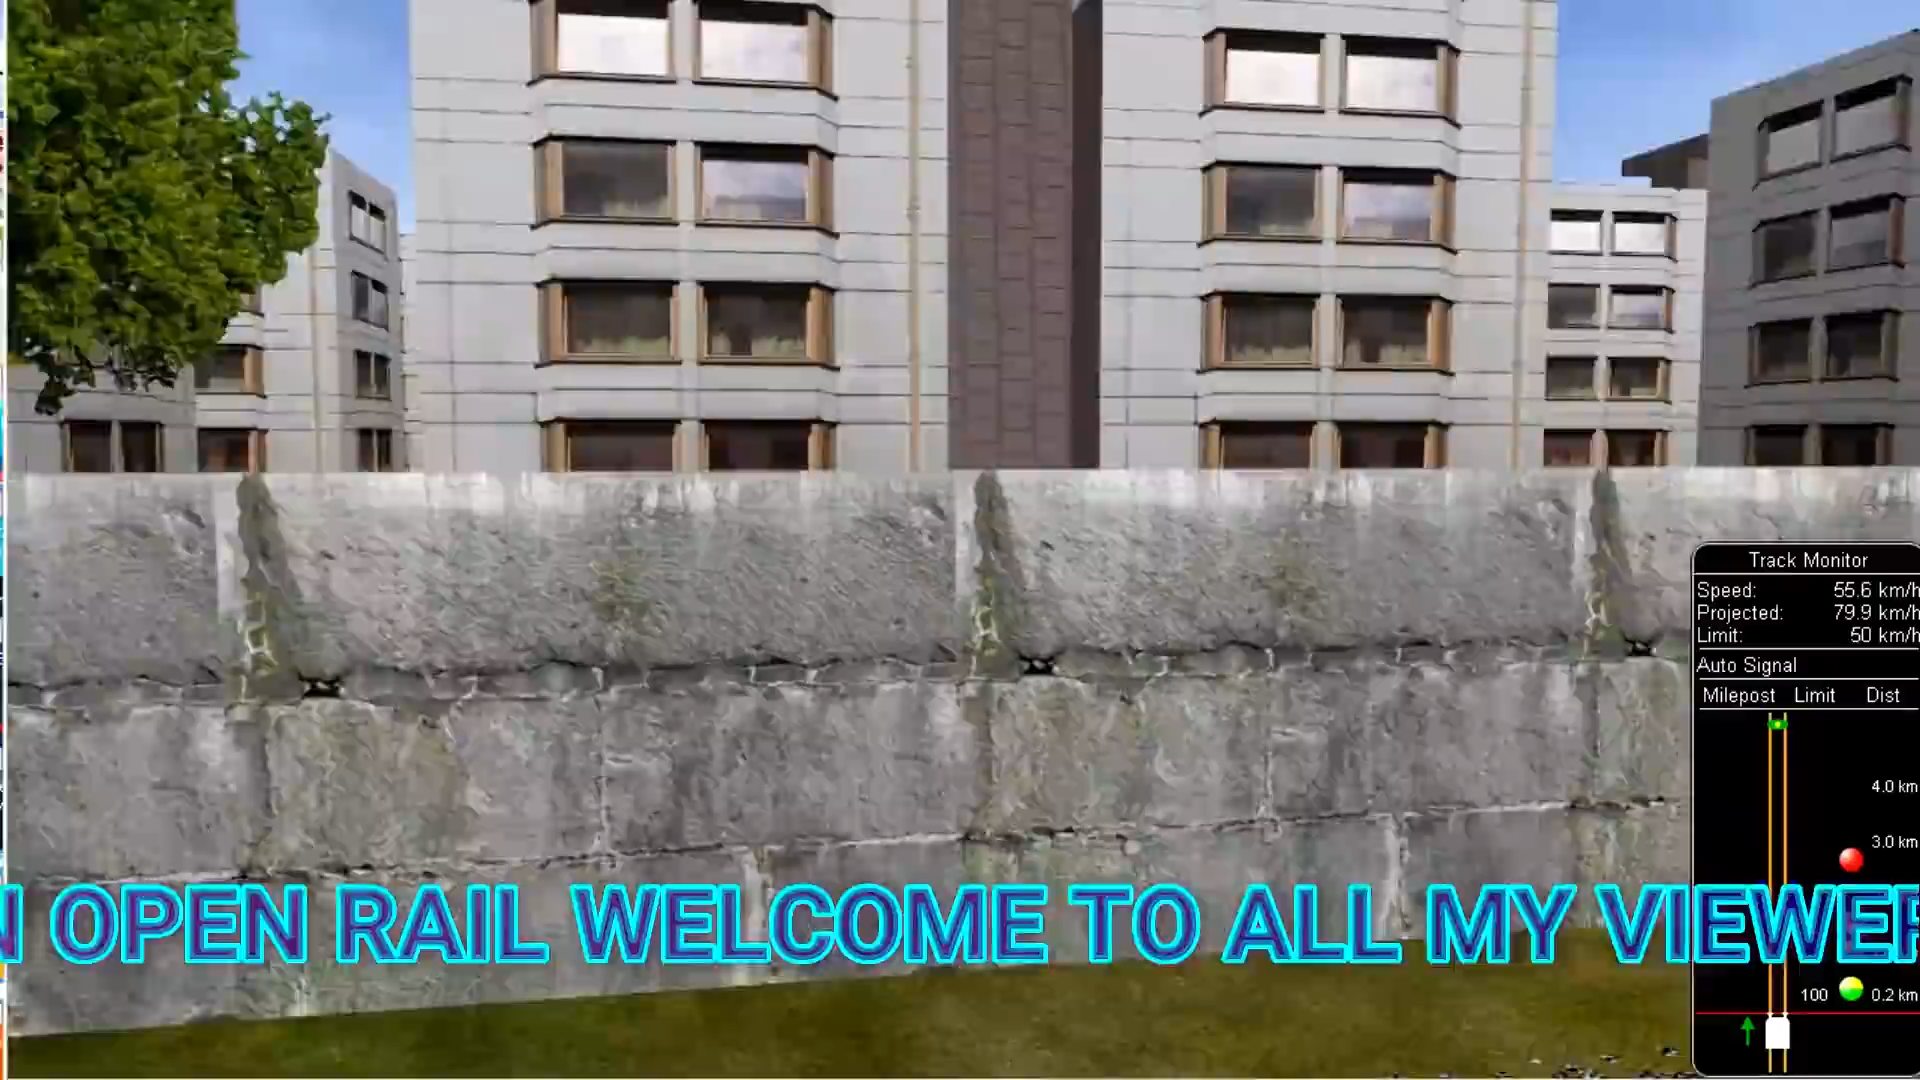 Track Monitor
Speed: 55.6 km/h
Projected: 79.9 km/h
Limit: 50 km/h
Auto Signal
Milepost Limit Dist
4.0 km
3.0 km
N OPEN RAIL WELCOME TO ALL MY VIEWER
100 0.2 km